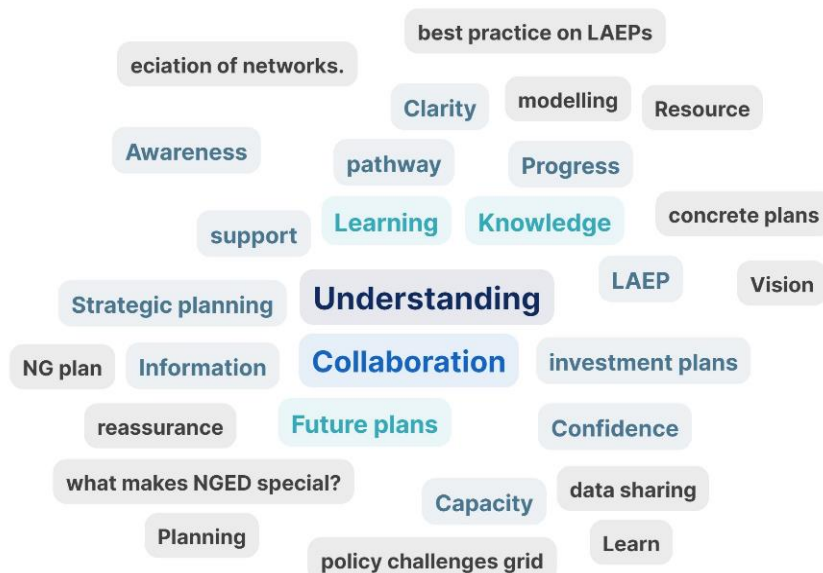 best practice on LAEPs
eciation of networks.
Clarity
modelling
Resource
Awareness
pathway
Progress
Learning
Knowledge
concrete plans
support
LAEP
Vision
Understanding
Strategic planning
NG plan
Information
Collaboration
investment plans
reassurance
Future plans
Confidence
what makes NGED special?
Capacity
data sharing
Planning
Learn
policy challenges grid